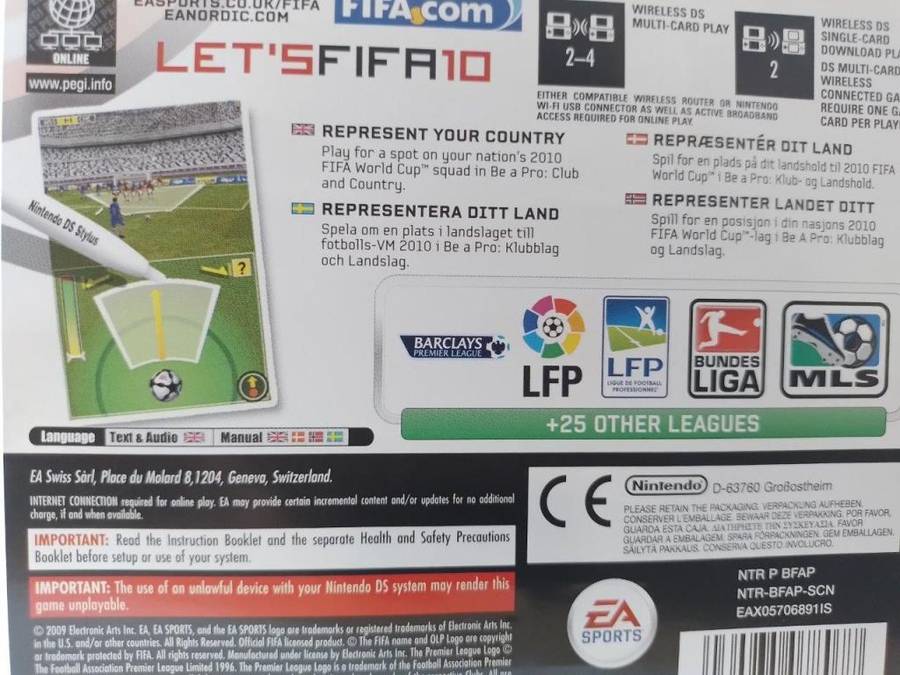 EASPORTS.CO.UK/FIFA
EANORDIC.COM
FIFA.com
ONLINE
www.pegi.info
LET'S FIFA10
2-4
WIRELESS DS
MULTI-CARD PLAY
2
WIRELESS DS
SINGLE-CARD
DOWNLOAD PLA
DS MULTI-CARD
WIRELESS
CONNECTED GA
REQUIRE ONE G
CARD PER PLAY
EITHER COMPATIBLE WIRELESS ROUTER OR NINTENDO
WI-FI USB CONNECTOR AS WELL AS ACTIVE BROADBAND
ACCESS REQUIRED FOR ONLINE PLAY.
Nintendo DS Stylus
?
REPRESENT YOUR COUNTRY
Play for a spot on your nation's 2010
FIFA World Cup™ squad in Be a Pro: Club
and Country.
REPRESENTERA DITT LAND
Spela om en plats i landslaget till
fotbolls-VM 2010 i Be a Pro: Klubblag
och Landslag.
REPRÆSENTÉR DIT LAND
Spil for en plads på dit landshold til 2010 FIFA
World Cup™ i Be a Pro: Klub- og Landshold.
REPRESENTER LANDET DITT
Spill for en posisjon i din nasjons 2010
FIFA World Cup™-lag i Be A Pro: Klubblag
og Landslag.
BARCLAYS
PREMIER LEAGUE
LFP
LFP
LIGUE DE FOOTBALL
PROFESSIONNEL
BUNDES
LIGA
MLS
+25 OTHER LEAGUES
Language Text & Audio Manual
EA Swiss Sàrl, Place du Molard 8,1204, Geneva, Switzerland.
INTERNET CONNECTION required for online play. EA may provide certain incremental content and/or updates for no additional
charge, if and when available.
IMPORTANT: Read the Instruction Booklet and the separate Health and Safety Precautions
Booklet before setup or use of your system.
IMPORTANT: The use of an unlawful device with your Nintendo DS system may render this
game unplayable.
© 2009 Electronic Arts Inc. EA, EA SPORTS, and the EA SPORTS logo are trademarks or registered trademarks of Electronic Arts Inc.
in the U.S. and/or other countries. All Rights Reserved. Official FIFA licensed product. © The FIFA name and OLP Logo are copyright
or trademark protected by FIFA. All rights reserved. Manufactured under license by Electronic Arts Inc. The Premier League Logo ©
The Football Association Premier League Limited 1996. The Premier League Logo is a trademark of the Football Association Premier
CE
Nintendo D-63760 Großostheim
PLEASE RETAIN THE PACKAGING. VERPACKUNG AUFHEBEN.
CONSERVER L'EMBALLAGE. BEWAAR DEZE VERPAKKING. POR FAVOR,
GUARDA ESTA CAJA. ΔΙΑΤΗΡΗΣΤΕ ΤΗΝ ΣΥΣΚΕΥΑΣΙΑ. FAVOR
GUARDAR A EMBALAGEM. SPARA FÖRPACKNINGEN. GEM EMBALLAGEN.
SÄILYTÄ PAKKAUS. CONSERVA QUESTO INVOLUCRO.
NTR P BFAP
NTR-BFAP-SCN
EAX05706891IS
EA
SPORTS